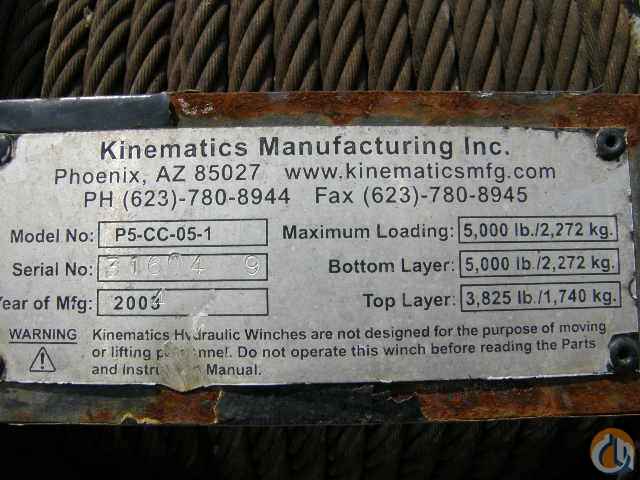 Kinematics Manufacturing Inc.
Phoenix, AZ 85027 www.kinematicsmfg.com
PH (623)-780-8944 Fax (623)-780-8945
Model No: P5-CC-05-1 Maximum Loading: 5,000 lb./2,272 kg.
Serial No: Bottom Layer: 5,000 lb./2,272 kg.
Year of Mfg: Top Layer: 3,825 lb./1,740 kg.
WARNING Kinematics Hydraulic Winches are not designed for the purpose of moving
or lifting personnel. Do not operate this winch before reading the Parts
and Instruction Manual.